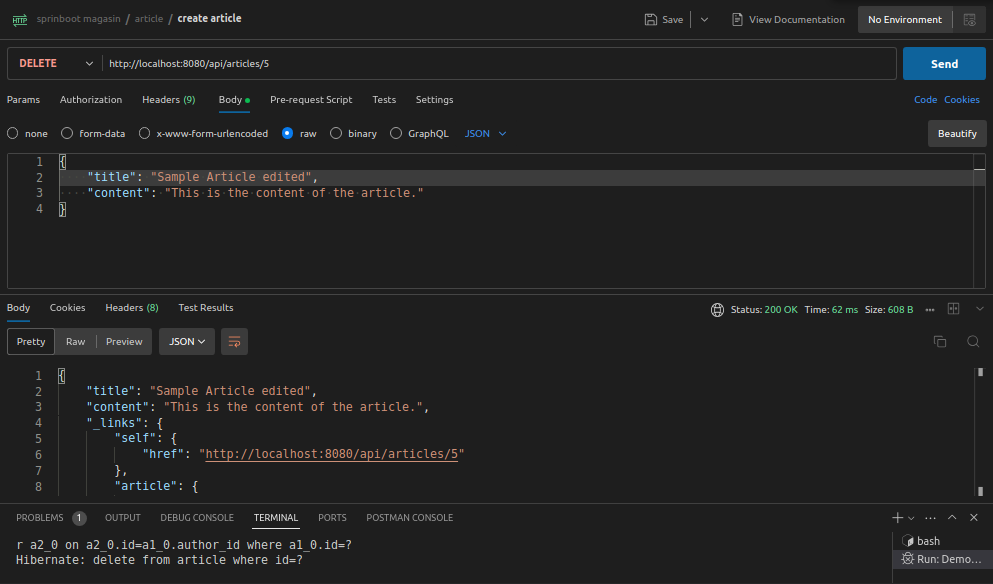 HTTP sprinboot magasin / article / create article Save View Documentation No Environment
DELETE http://localhost:8080/api/articles/5 Send
Params Authorization Headers (9) Body Pre-request Script Tests Settings Code Cookies
none form-data x-www-form-urlencoded raw binary GraphQL JSON Beautify
1 {
2 "title": "Sample Article edited",
3 "content": "This is the content of the article."
4 }
Body Cookies Headers (8) Test Results Status: 200 OK Time: 62 ms Size: 608 B
Pretty Raw Preview JSON
1 {
2 "title": "Sample Article edited",
3 "content": "This is the content of the article.",
4 "_links": {
5 "self": {
6 "href": "http://localhost:8080/api/articles/5"
7 },
8 "article": {
PROBLEMS 1 OUTPUT DEBUG CONSOLE TERMINAL PORTS POSTMAN CONSOLE
r a2_0 on a2_0.id=a1_0.author_id where a1_0.id=?
Hibernate: delete from article where id=?
bash
Run: Demo...